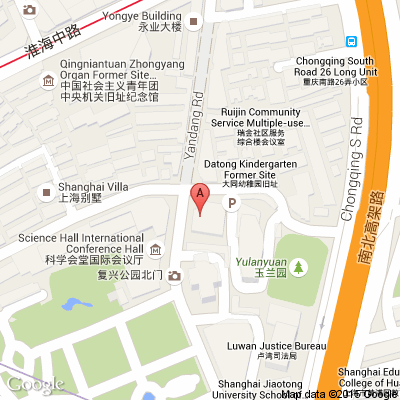 Yongye Building
永业大楼
淮海中路
Qingniantuan Zhongyang
Organ Former Site...
中国社会主义青年团
中央机关旧址纪念馆
Yandang Rd
Chongqing South
Road 26 Long Unit
重庆南路26弄小区
Ruijin Community
Service Multiple-use...
瑞金社区服务
综合楼会议室
Chongqing S Rd
Datong Kindergarten
Former Site
大同幼稚园旧址
Shanghai Villa
上海别墅
A
P
南北高架路
Science Hall International
Conference Hall
科学会堂国际会议厅
复兴公园北门
Yulanyuan
玉兰园
Luwan Justice Bureau
卢湾司法局
Shanghai Jiaotong
University School of
Shanghai Edu
College of Hua
Map data ©2015 Google